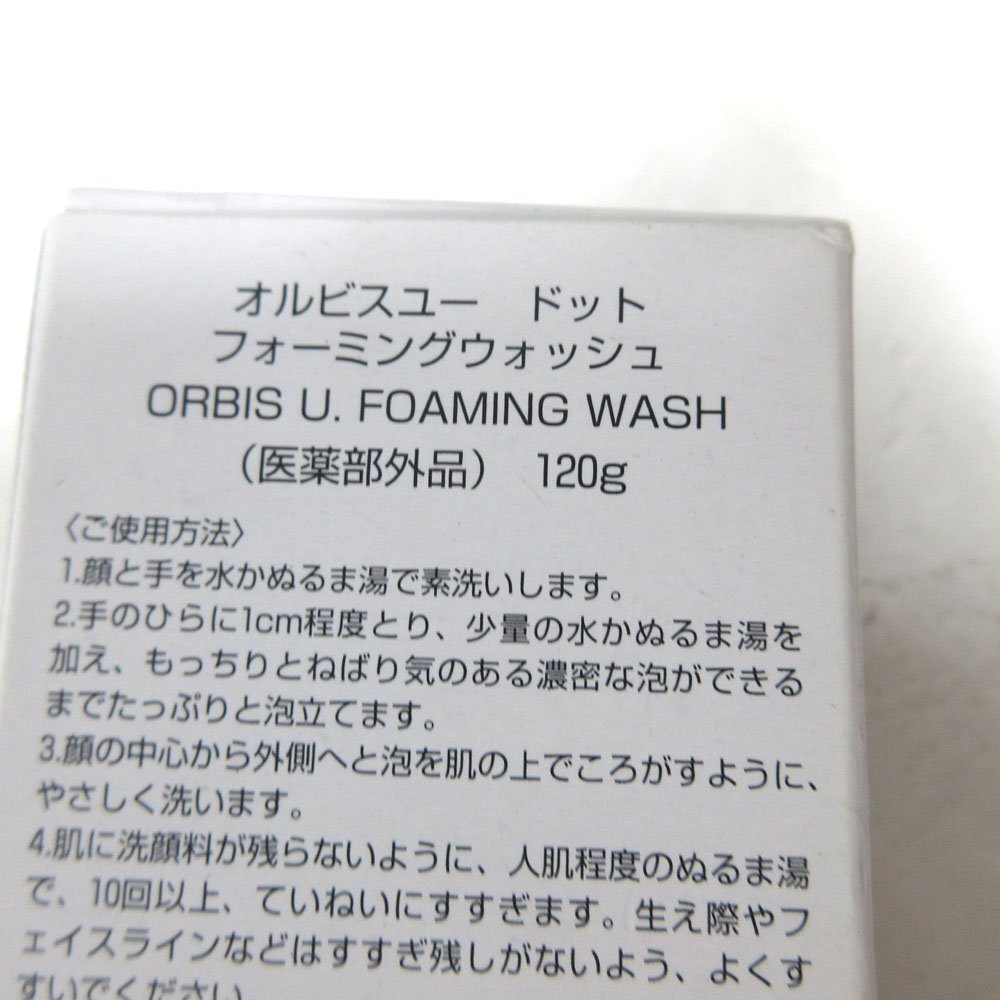 オルビスユー　ドット
フォーミングウォッシュ
ORBIS U. FOAMING WASH
（医薬部外品）　120g
〈ご使用方法〉
1.顔と手を水かぬるま湯で素洗いします。
2.手のひらに1cm程度とり、少量の水かぬるま湯を
加え、もっちりとねばり気のある濃密な泡ができる
までたっぷりと泡立てます。
3.顔の中心から外側へと泡を肌の上でころがすように、
やさしく洗います。
4.肌に洗顔料が残らないように、人肌程度のぬるま湯
で、10回以上、ていねいにすすぎます。生え際やフ
ェイスラインなどはすすぎ残しがないよう、よくす
すいでください